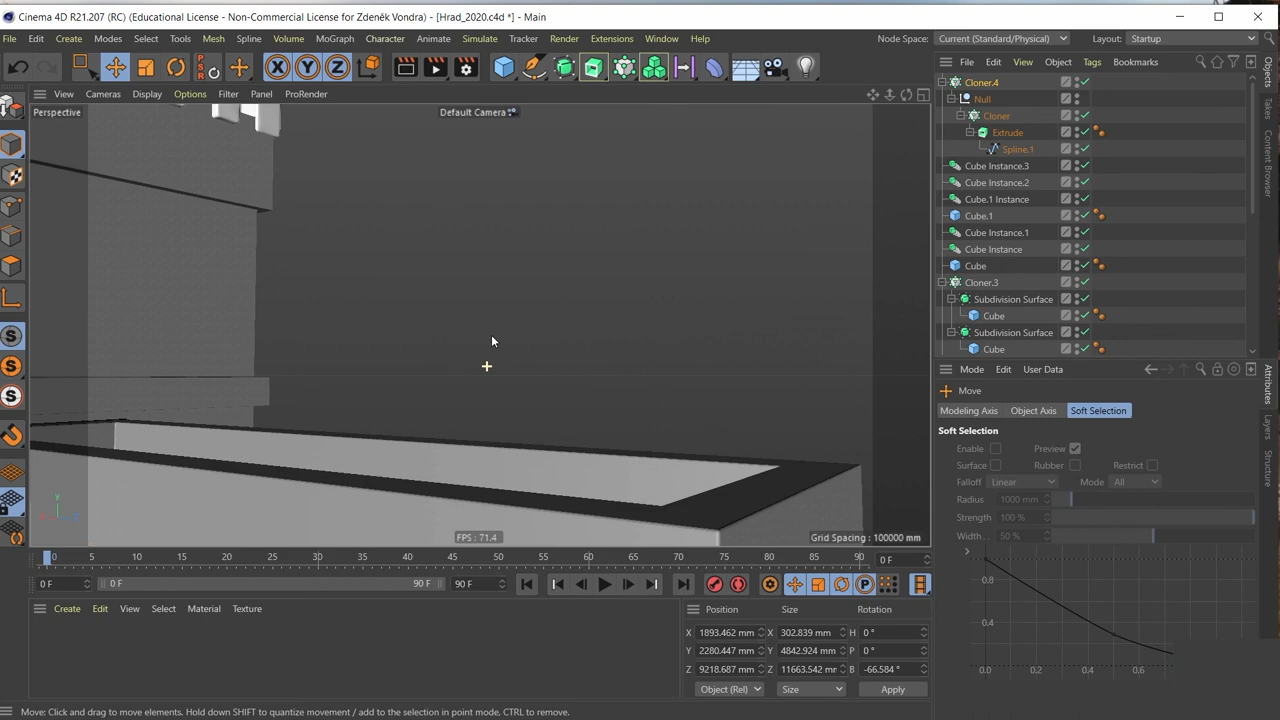 Cinema 4D R21.207 (RC) (Educational License - Non-Commercial License for Zdeněk Vondra) - [Hrad_2020.c4d *] - Main
File Edit Create Modes Select Tools Mesh Spline Volume MoGraph Character Animate Simulate Tracker Render Extensions Window Help Node Space: Current (Standard/Physical) Layout: Startup
X Y Z P S R
View Cameras Display Options Filter Panel ProRender
File Edit View Object Tags Bookmarks
Perspective Default Camera
Cloner.4
Null
Cloner
Extrude
Spline.1
Cube Instance.3
Cube Instance.2
Cube.1 Instance
Cube.1
Cube Instance.1
Cube Instance
Cube
Cloner.3
Subdivision Surface
Cube
Subdivision Surface
Cube
Objects
Takes
Content Browser
Mode Edit User Data
Move
Modeling Axis Object Axis Soft Selection
Soft Selection
Enable Preview
Surface Rubber Restrict
Falloff Linear Mode All
Radius 1000 mm
Strength 100 %
Width 50 %
0.8
0.4
0.0 0.2 0.4 0.6
Attributes
Layers
Structure
S
S
S
Y
FPS : 71.4 Grid Spacing : 100000 mm
0 5 10 15 20 25 30 35 40 45 50 55 60 65 70 75 80 85 90 0 F
0 F 0 F 90 F 90 F P
Create Edit View Select Material Texture
Position Size Rotation
X 1893.462 mm X 302.839 mm H 0 °
Y 2280.447 mm Y 4842.924 mm P 0 °
Z 9218.687 mm Z 11663.542 mm B -66.584 °
Object (Rel) Size Apply
Move: Click and drag to move elements. Hold down SHIFT to quantize movement / add to the selection in point mode, CTRL to remove.